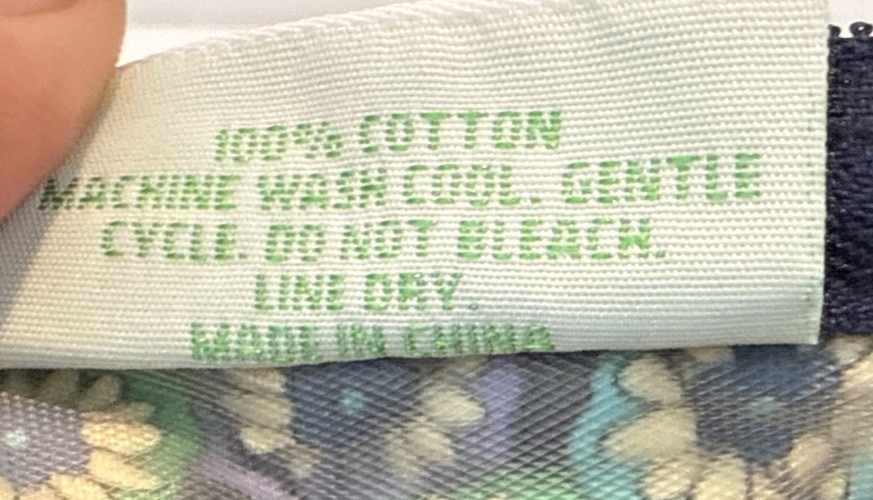 100% COTTON
MACHINE WASH COOL. GENTLE
CYCLE. DO NOT BLEACH.
LINE DRY.
MADE IN CHINA